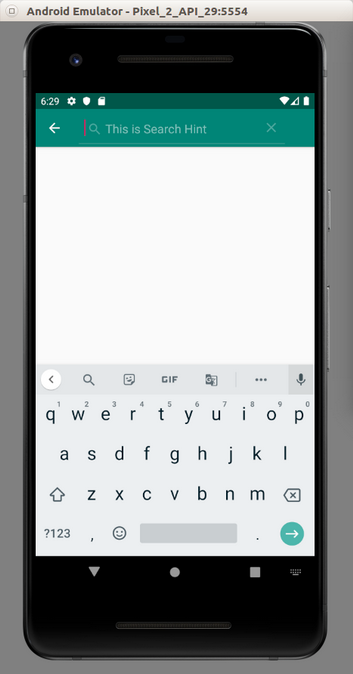 Android Emulator - Pixel_2_API_29:5554
6:29
This is Search Hint
GIF
1 2 3 4 5 6 7 8 9 0
q w e r t y u i o p
a s d f g h j k l
z x c v b n m
?123 , .